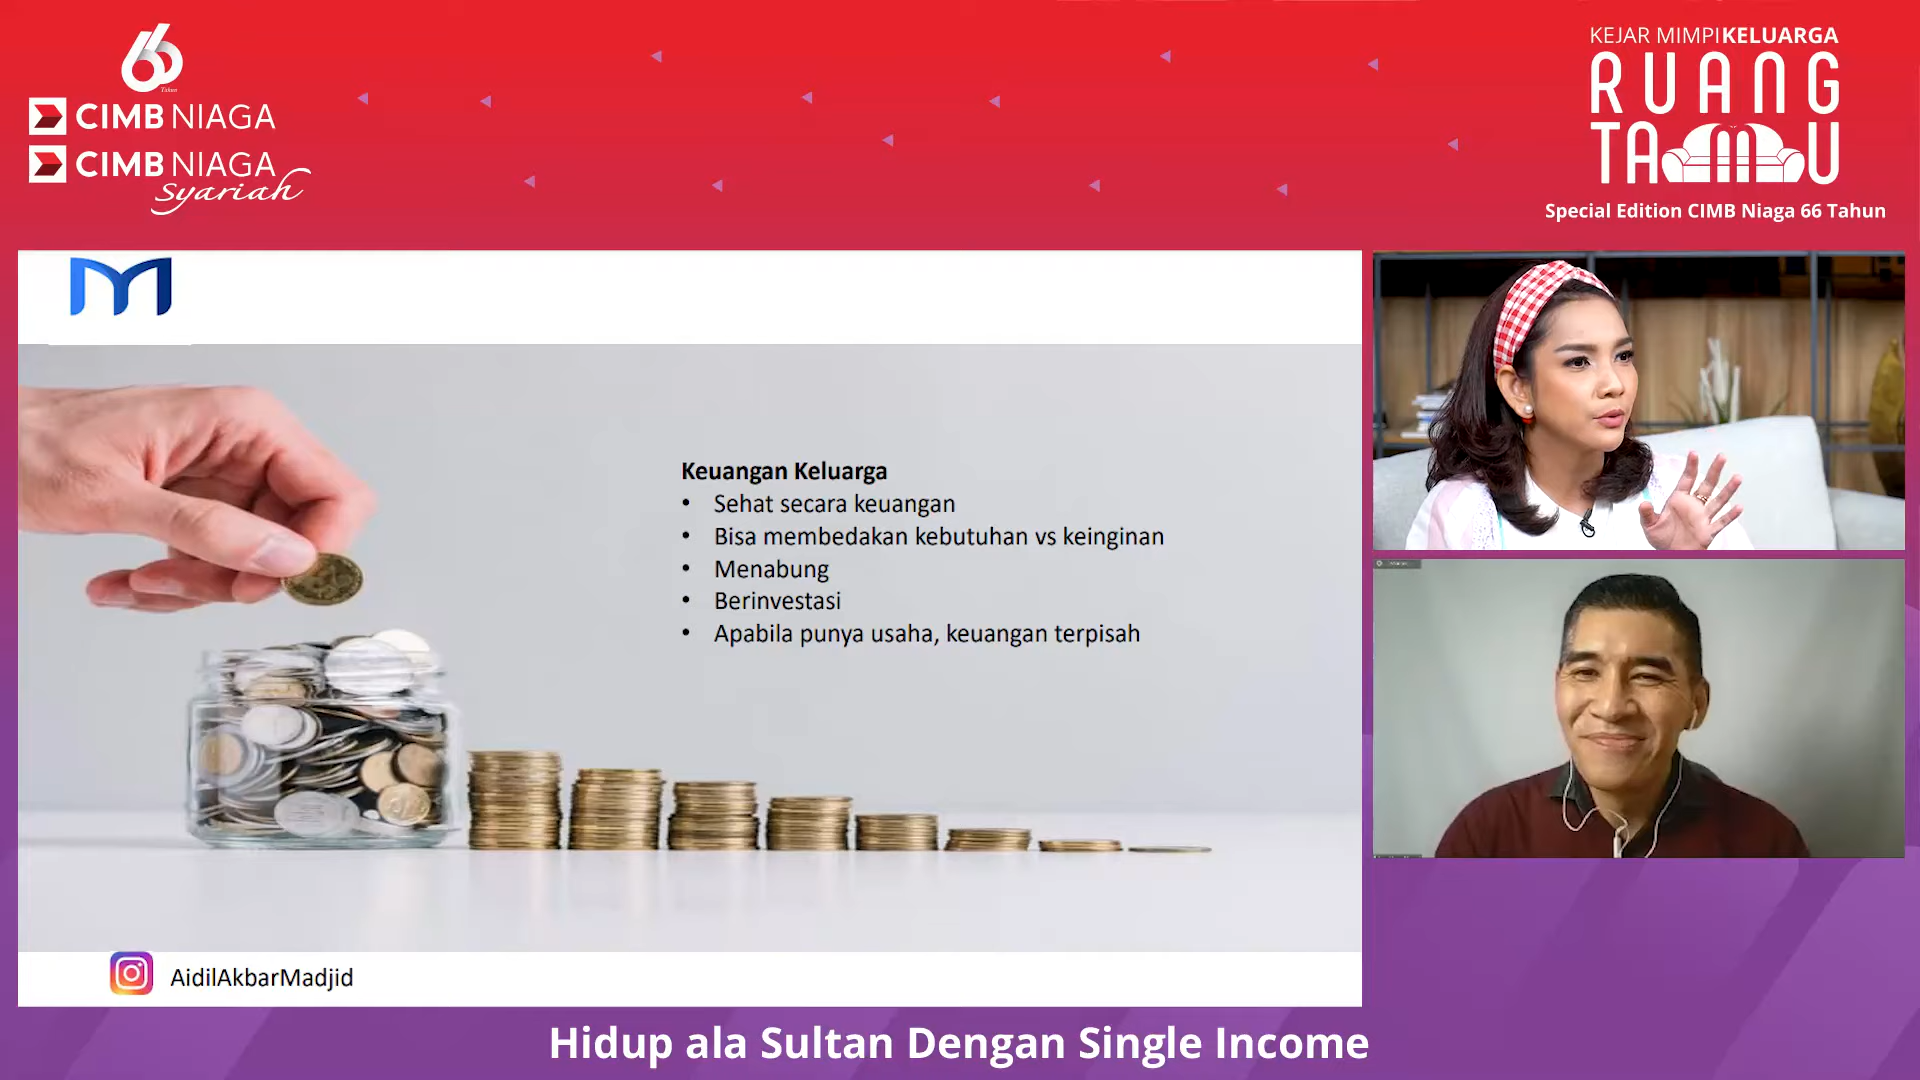 66
Tahun
CIMB NIAGA
CIMB NIAGA
syariah
KEJAR MIMPI KELUARGA
RUANG
TAMU
Special Edition CIMB Niaga 66 Tahun
Keuangan Keluarga
• Sehat secara keuangan
• Bisa membedakan kebutuhan vs keinginan
• Menabung
• Berinvestasi
• Apabila punya usaha, keuangan terpisah
AidilAkbarMadjid
Hidup ala Sultan Dengan Single Income